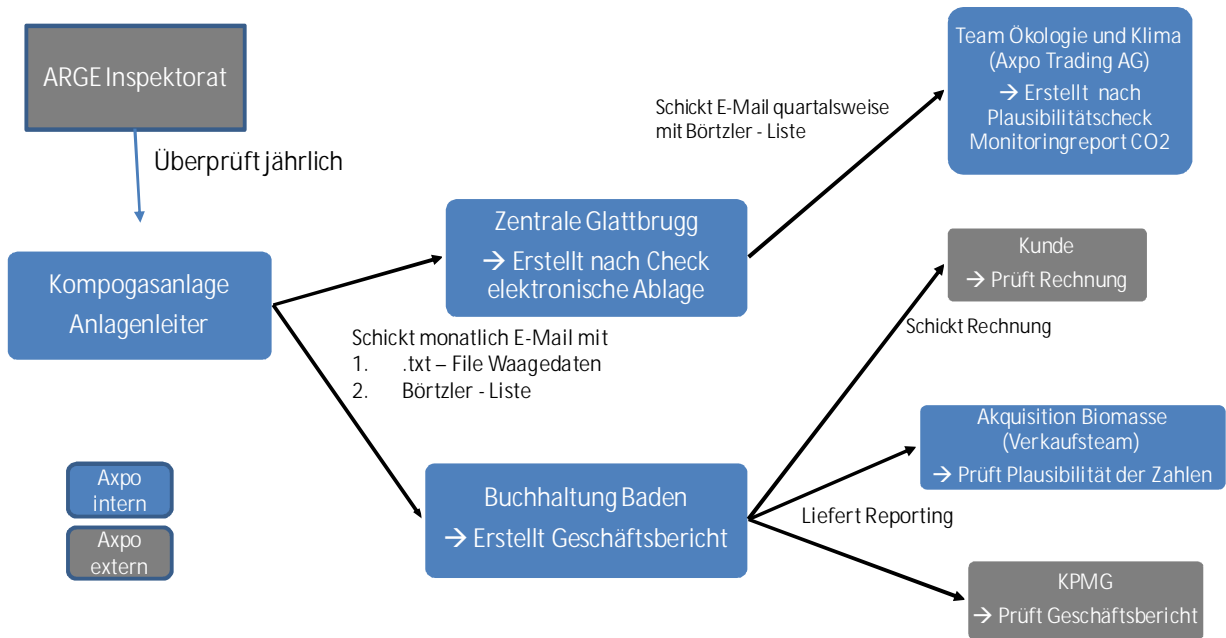 ARGE Inspektorat
Überprüft jährlich
Kompogasanlage
Anlagenleiter
Zentrale Glattbrugg
→ Erstellt nach Check
elektronische Ablage
Schickt monatlich E-Mail mit
1. .txt – File Waagedaten
2. Börtzler - Liste
Buchhaltung Baden
→ Erstellt Geschäftsbericht
Schickt E-Mail quartalsweise
mit Börtzler - Liste
Team Ökologie und Klima
(Axpo Trading AG)
→ Erstellt nach
Plausibilitätscheck
Monitoringreport CO2
Kunde
→ Prüft Rechnung
Schickt Rechnung
Akquisition Biomasse
(Verkaufsteam)
→ Prüft Plausibilität der Zahlen
Liefert Reporting
KPMG
→ Prüft Geschäftsbericht
Axpo
intern
Axpo
extern